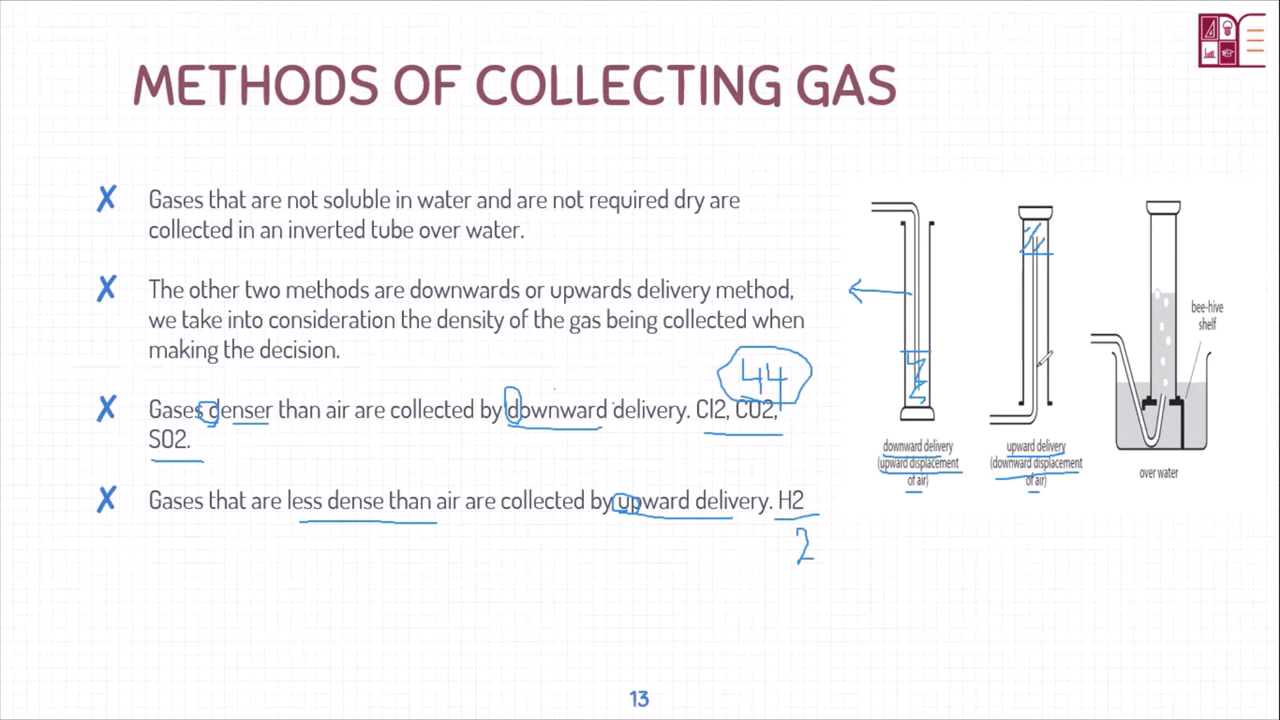 METHODS OF COLLECTING GAS
✗ Gases that are not soluble in water and are not required dry are
collected in an inverted tube over water.
✗ The other two methods are downwards or upwards delivery method,
we take into consideration the density of the gas being collected when
making the decision.
44
✗ Gases denser than air are collected by downward delivery. Cl2, CO2,
SO2.
✗ Gases that are less dense than air are collected by upward delivery. H2
2
downward delivery
(upward displacement
of air)
upward delivery
(downward displacement
of air)
bee-hive
shelf
over water
13